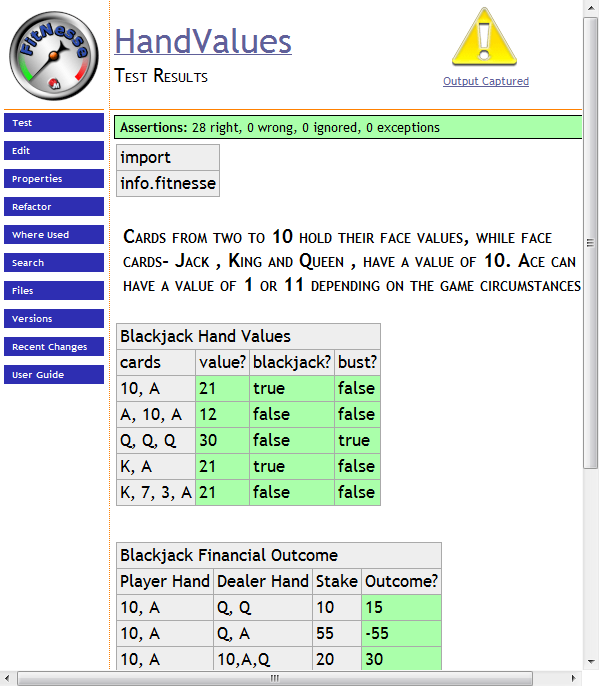 FitNesse
HandValues
Test Results
Output Captured
Test
Edit
Properties
Refactor
Where Used
Search
Files
Versions
Recent Changes
User Guide
Assertions: 28 right, 0 wrong, 0 ignored, 0 exceptions
import
info.fitnesse
Cards from two to 10 hold their face values, while face
cards- Jack , King and Queen , have a value of 10. Ace can
have a value of 1 or 11 depending on the game circumstances
Blackjack Hand Values
cards value? blackjack? bust?
10, A 21 true false
A, 10, A 12 false false
Q, Q, Q 30 false true
K, A 21 true false
K, 7, 3, A 21 false false
Blackjack Financial Outcome
Player Hand Dealer Hand Stake Outcome?
10, A Q, Q 10 15
10, A Q, A 55 -55
10, A 10,A,Q 20 30